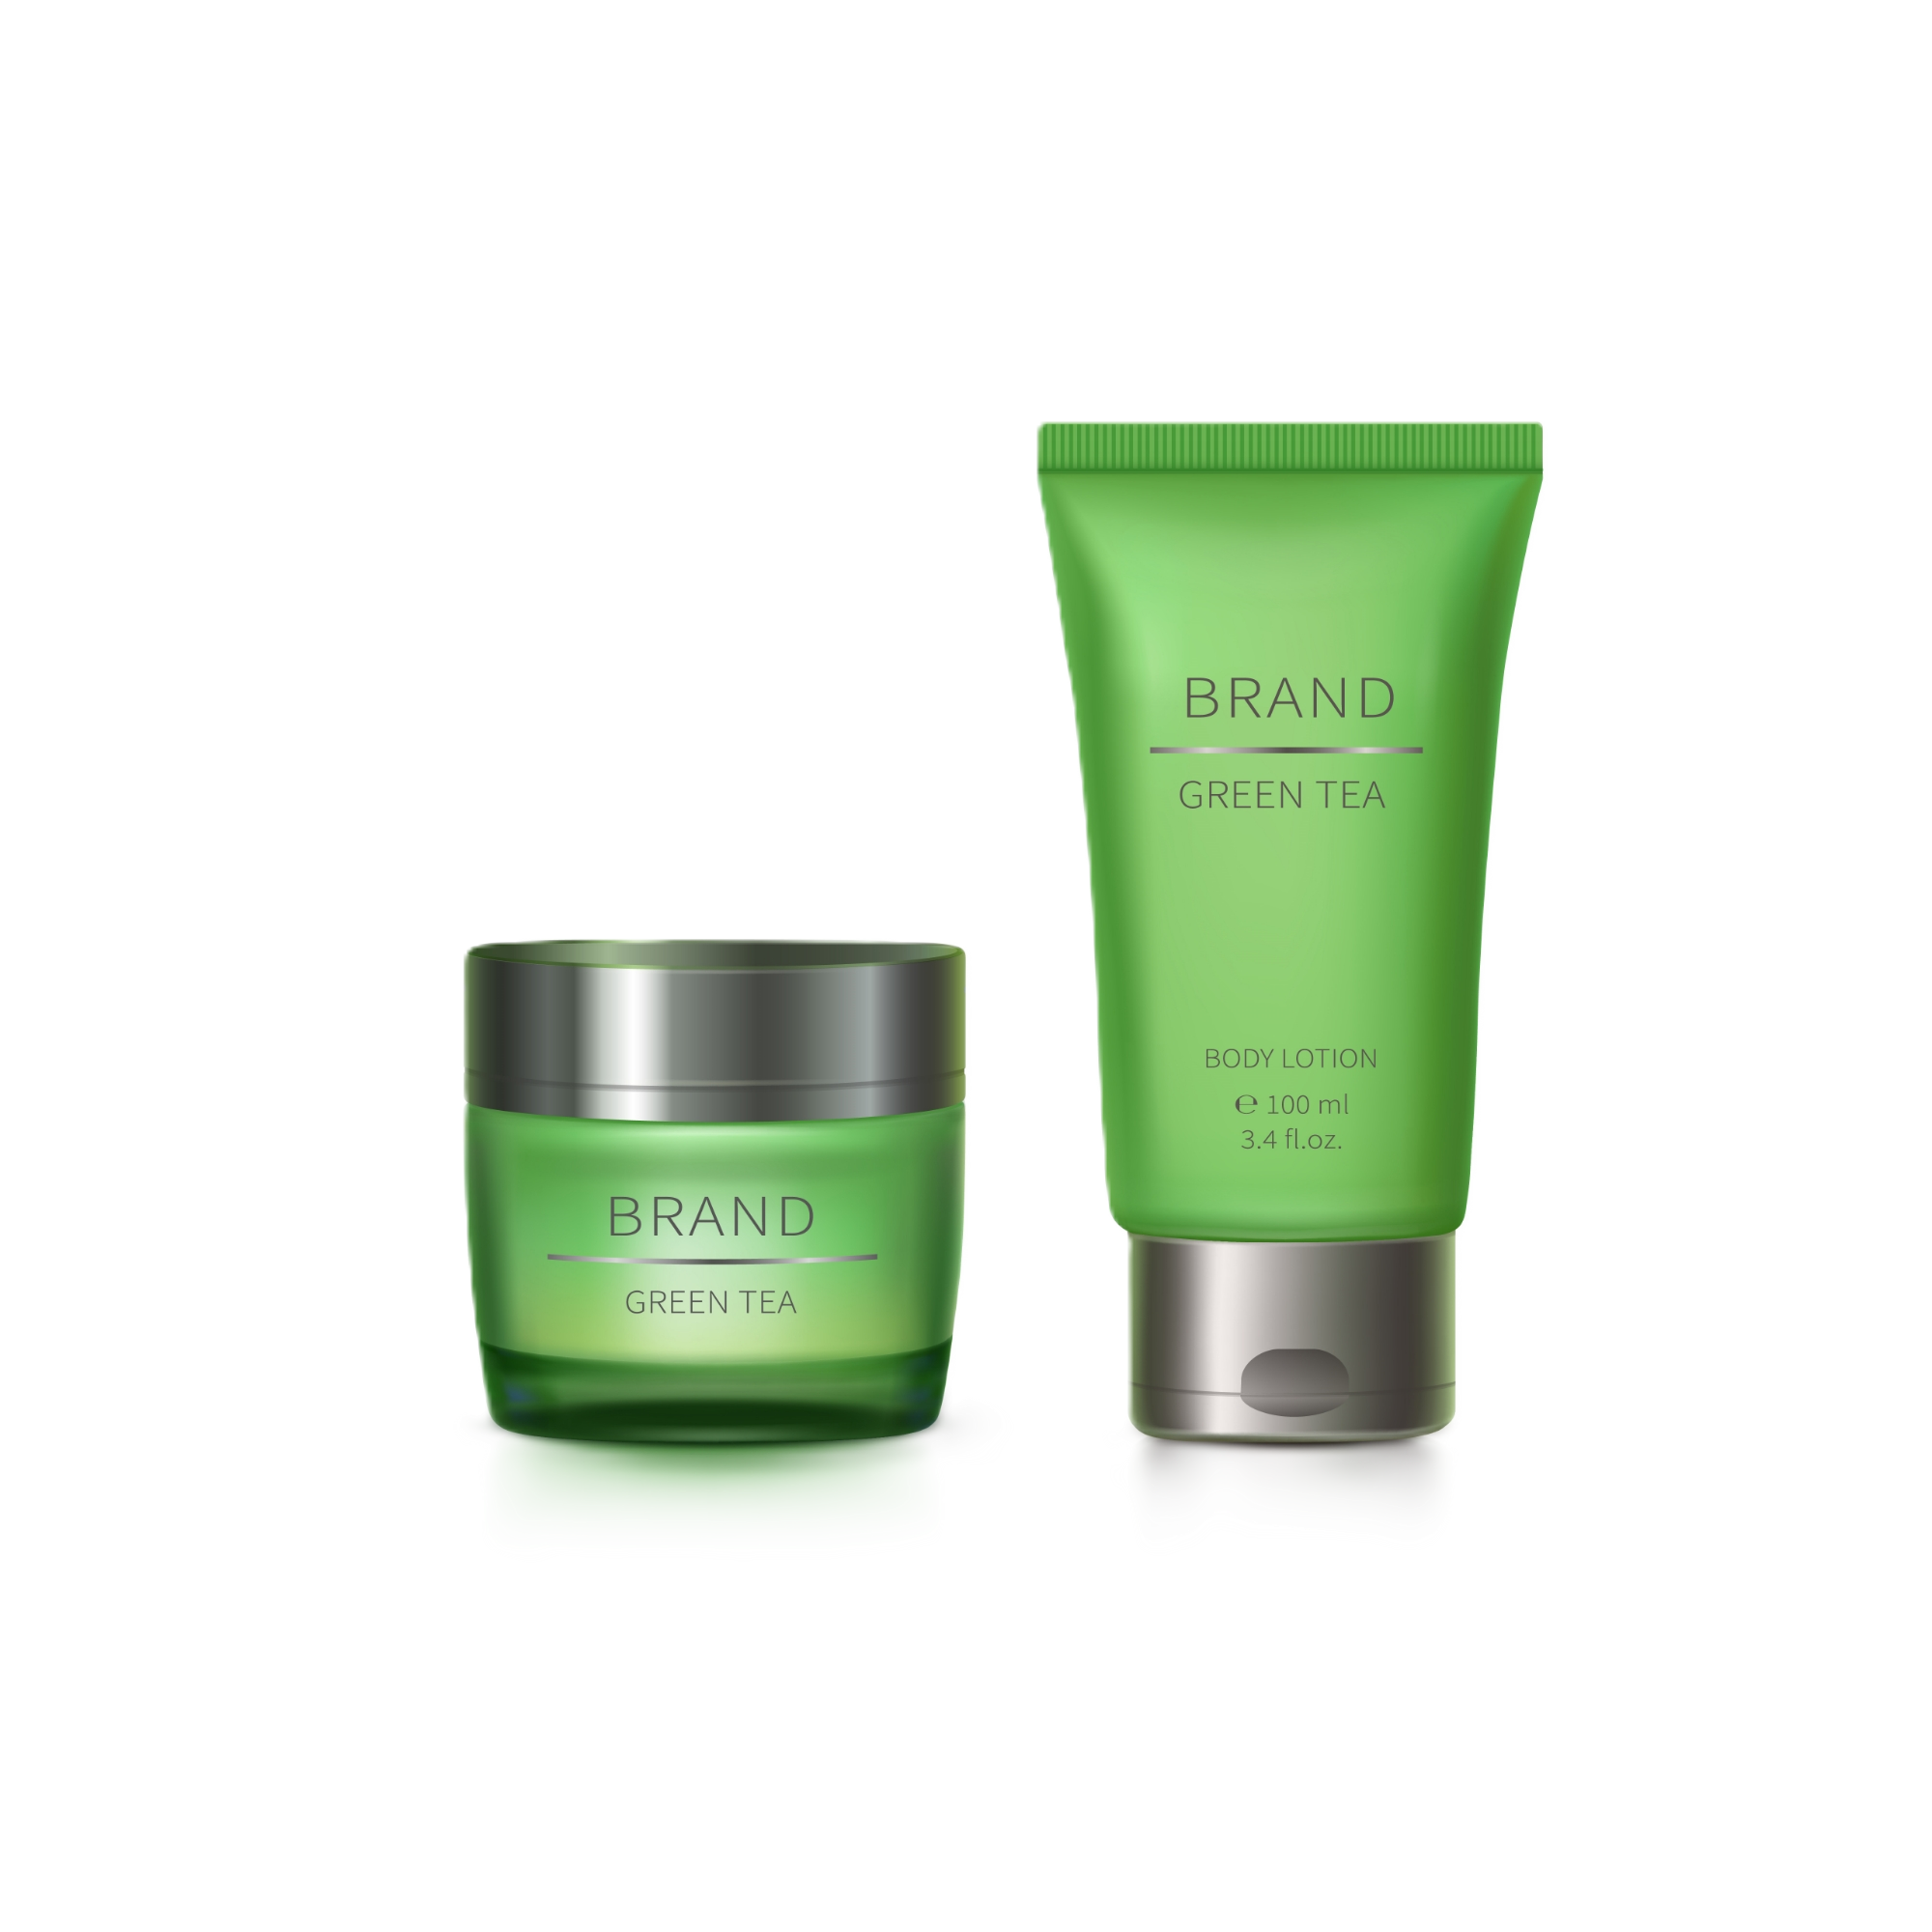 BRAND
GREEN TEA
BRAND
GREEN TEA
BODY LOTION
℮ 100 ml
3.4 fl.oz.